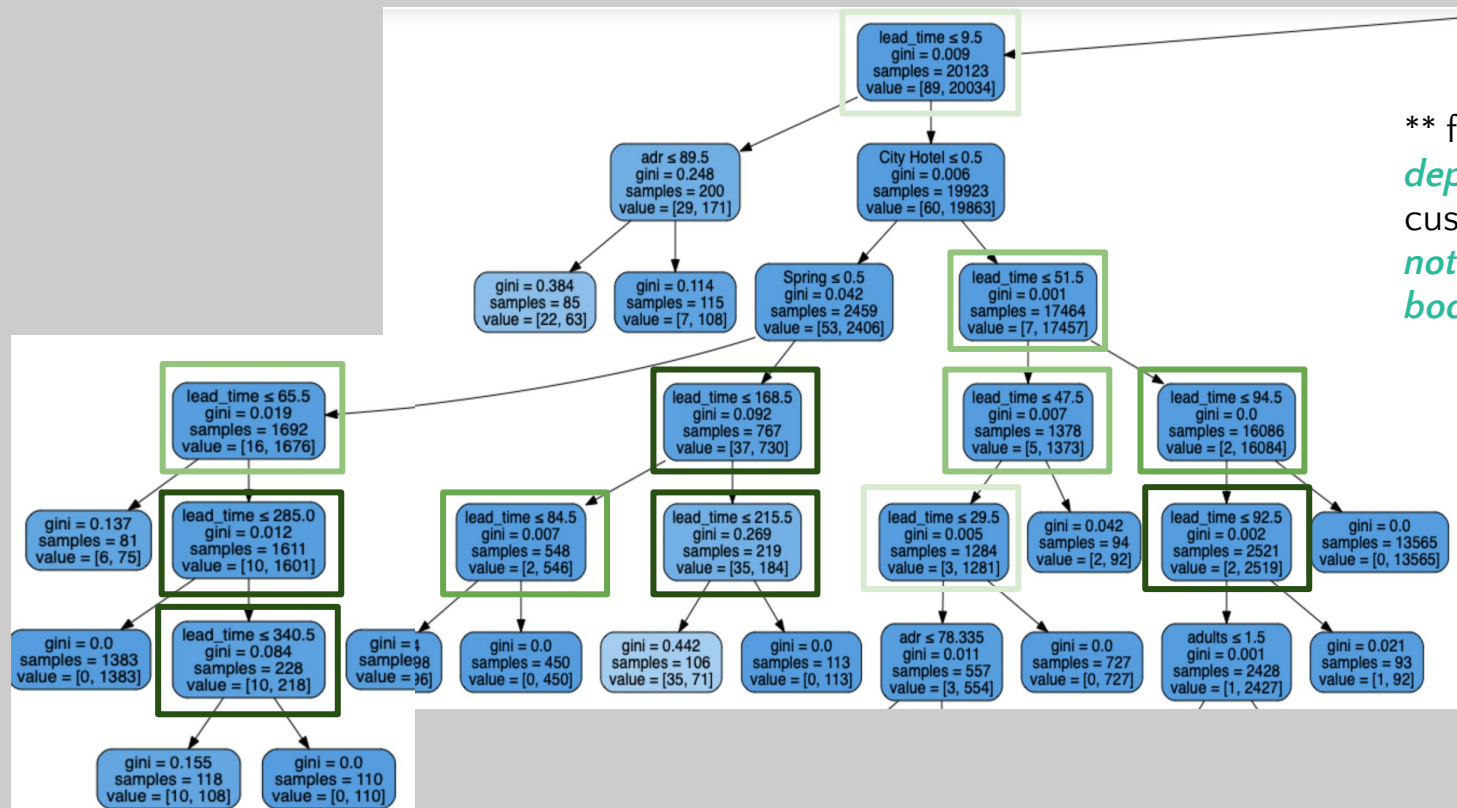 lead_time ≤ 9.5
gini = 0.009
samples = 20123
value = [89, 20034]
** f
dep
cus
not
boo
adr ≤ 89.5
gini = 0.248
samples = 200
value = [29, 171]
City Hotel ≤ 0.5
gini = 0.006
samples = 19923
value = [60, 19863]
gini = 0.384
samples = 85
value = [22, 63]
gini = 0.114
samples = 115
value = [7, 108]
Spring ≤ 0.5
gini = 0.042
samples = 2459
value = [53, 2406]
lead_time ≤ 51.5
gini = 0.001
samples = 17464
value = [7, 17457]
lead_time ≤ 65.5
gini = 0.019
samples = 1692
value = [16, 1676]
lead_time ≤ 168.5
gini = 0.092
samples = 767
value = [37, 730]
lead_time ≤ 47.5
gini = 0.007
samples = 1378
value = [5, 1373]
lead_time ≤ 94.5
gini = 0.0
samples = 16086
value = [2, 16084]
gini = 0.137
samples = 81
value = [6, 75]
lead_time ≤ 285.0
gini = 0.012
samples = 1611
value = [10, 1601]
lead_time ≤ 84.5
gini = 0.007
samples = 548
value = [2, 546]
lead_time ≤ 215.5
gini = 0.269
samples = 219
value = [35, 184]
lead_time ≤ 29.5
gini = 0.005
samples = 1284
value = [3, 1281]
gini = 0.042
samples = 94
value = [2, 92]
lead_time ≤ 92.5
gini = 0.002
samples = 2521
value = [2, 2519]
gini = 0.0
samples = 13565
value = [0, 13565]
gini = 0.0
samples = 1383
value = [0, 1383]
lead_time ≤ 340.5
gini = 0.084
samples = 228
value = [10, 218]
gini = 4
sample 98
value = 96]
gini = 0.0
samples = 450
value = [0, 450]
gini = 0.442
samples = 106
value = [35, 71]
gini = 0.0
samples = 113
value = [0, 113]
adr ≤ 78.335
gini = 0.011
samples = 557
value = [3, 554]
gini = 0.0
samples = 727
value = [0, 727]
adults ≤ 1.5
gini = 0.001
samples = 2428
value = [1, 2427]
gini = 0.021
samples = 93
value = [1, 92]
gini = 0.155
samples = 118
value = [10, 108]
gini = 0.0
samples = 110
value = [0, 110]